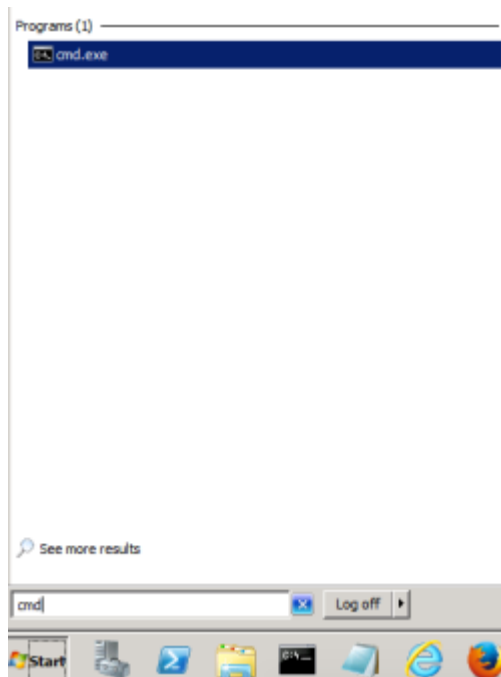 Programs (1)
cmd.exe
See more results
cmd
Log off
Start